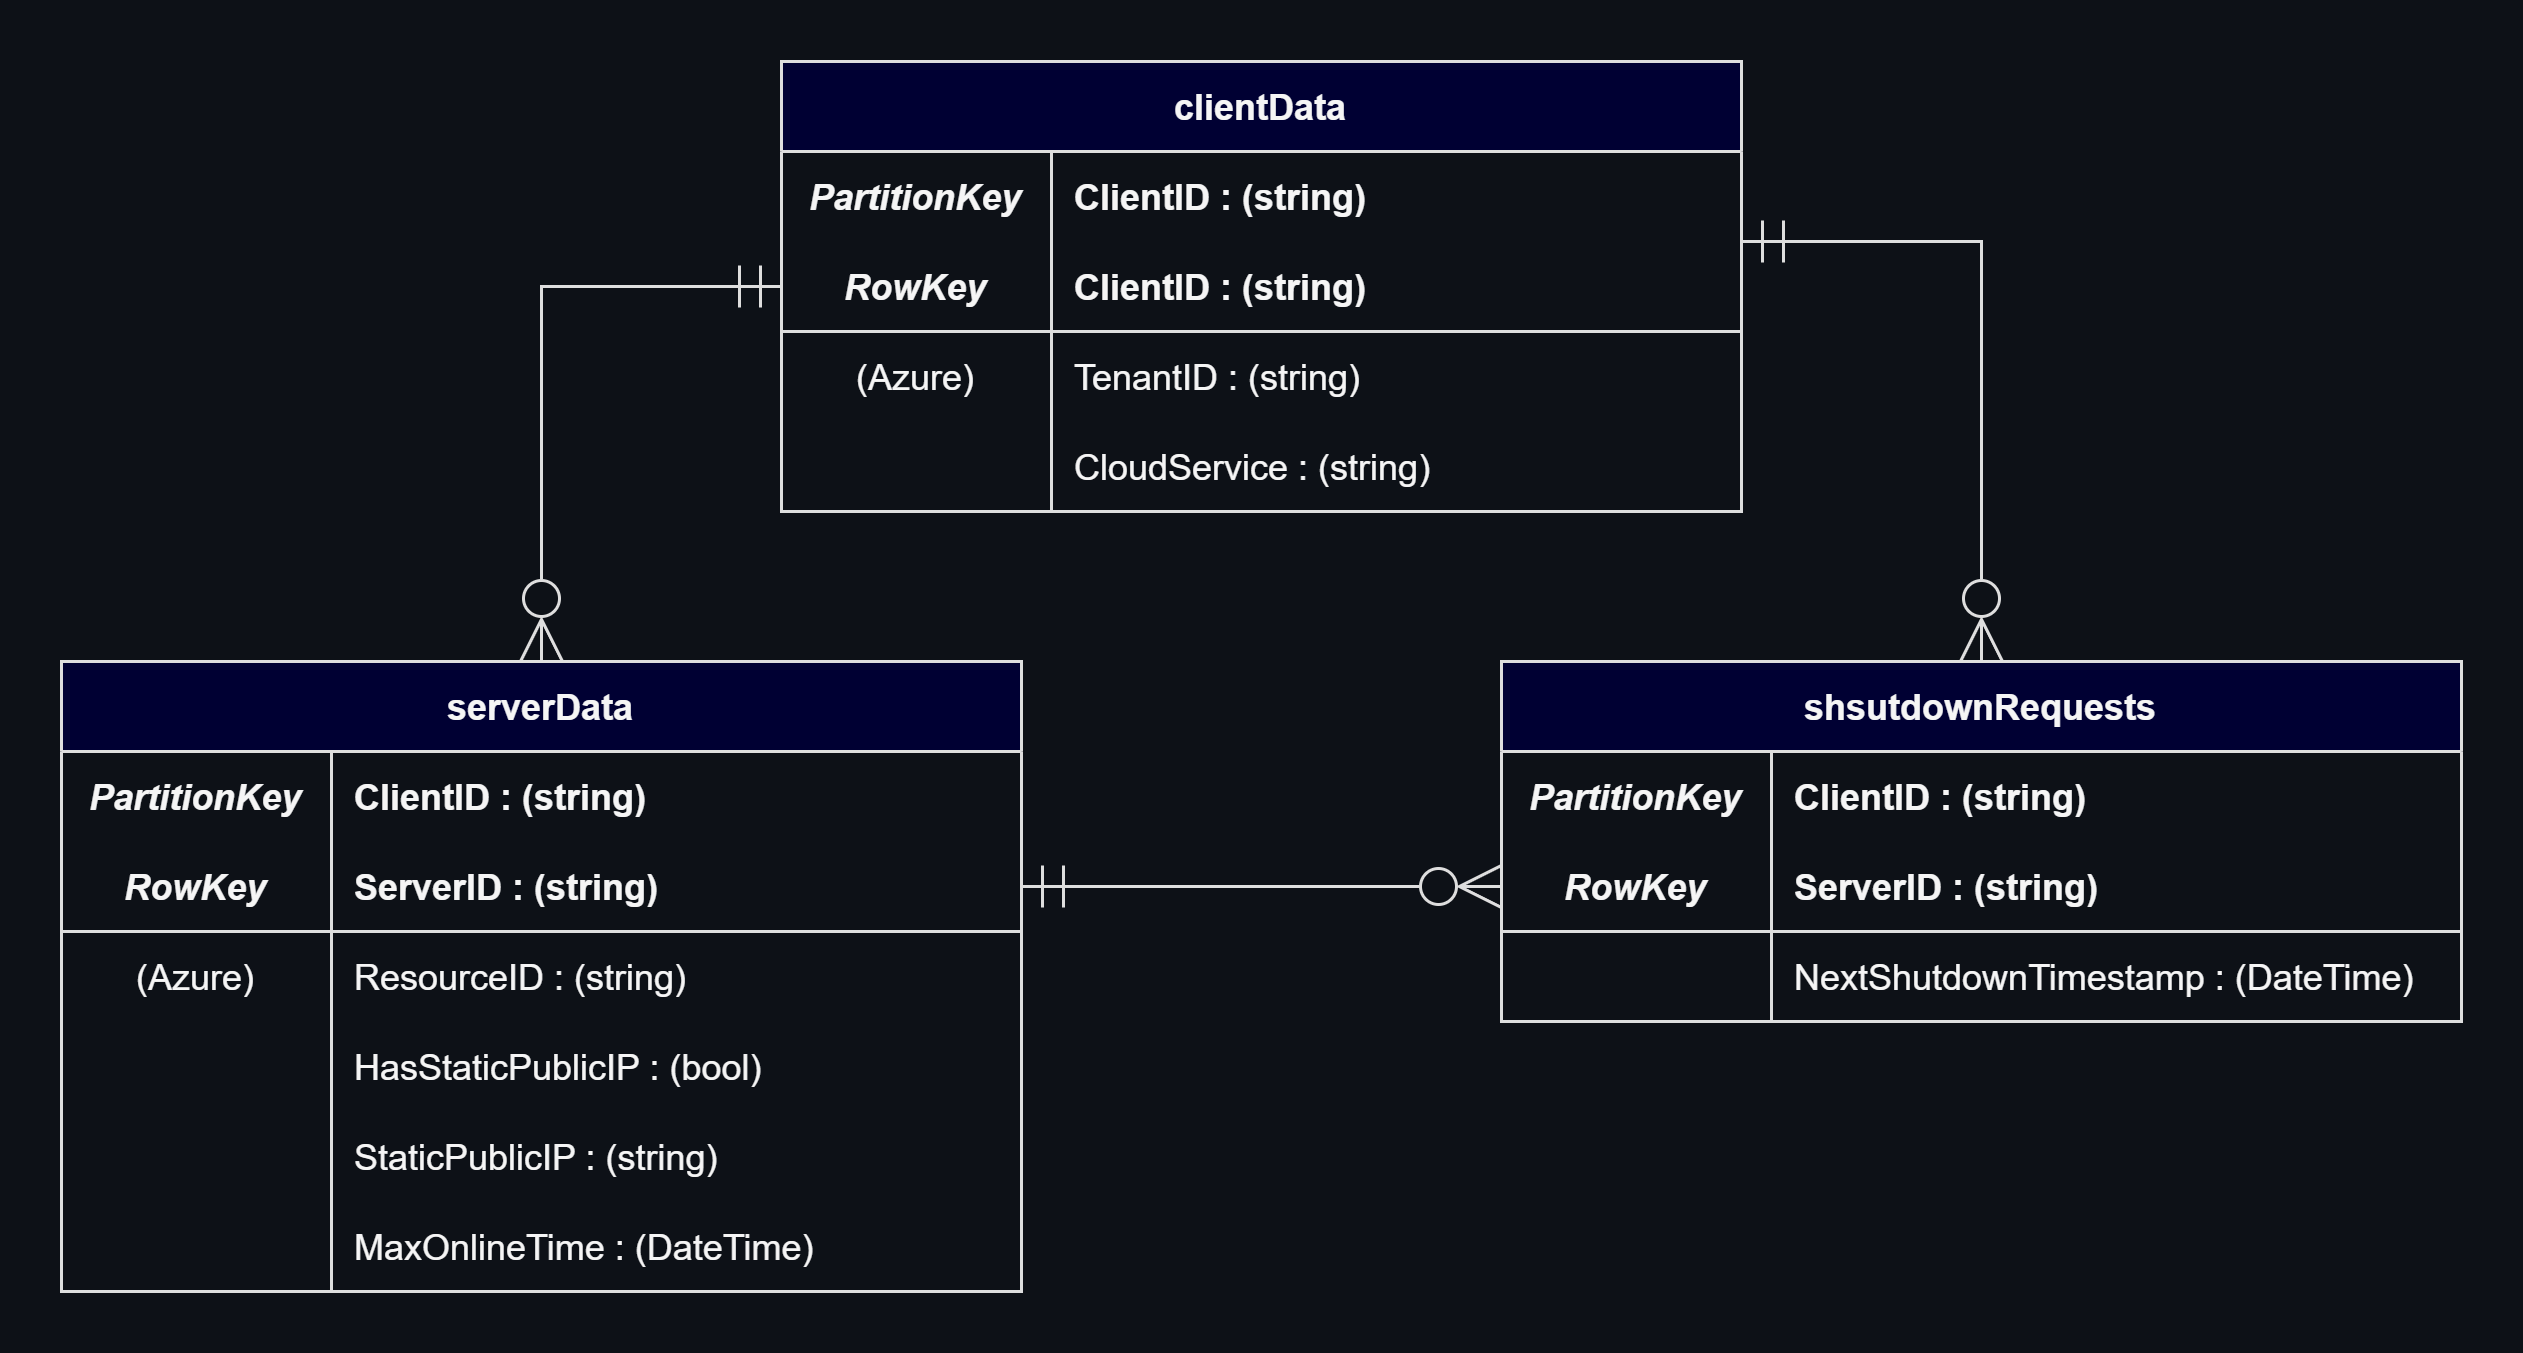 clientData
PartitionKey ClientID : (string)
RowKey ClientID : (string)
(Azure) TenantID : (string)
CloudService : (string)
serverData
PartitionKey ClientID : (string)
RowKey ServerID : (string)
(Azure) ResourceID : (string)
HasStaticPublicIP : (bool)
StaticPublicIP : (string)
MaxOnlineTime : (DateTime)
shsutdownRequests
PartitionKey ClientID : (string)
RowKey ServerID : (string)
NextShutdownTimestamp : (DateTime)